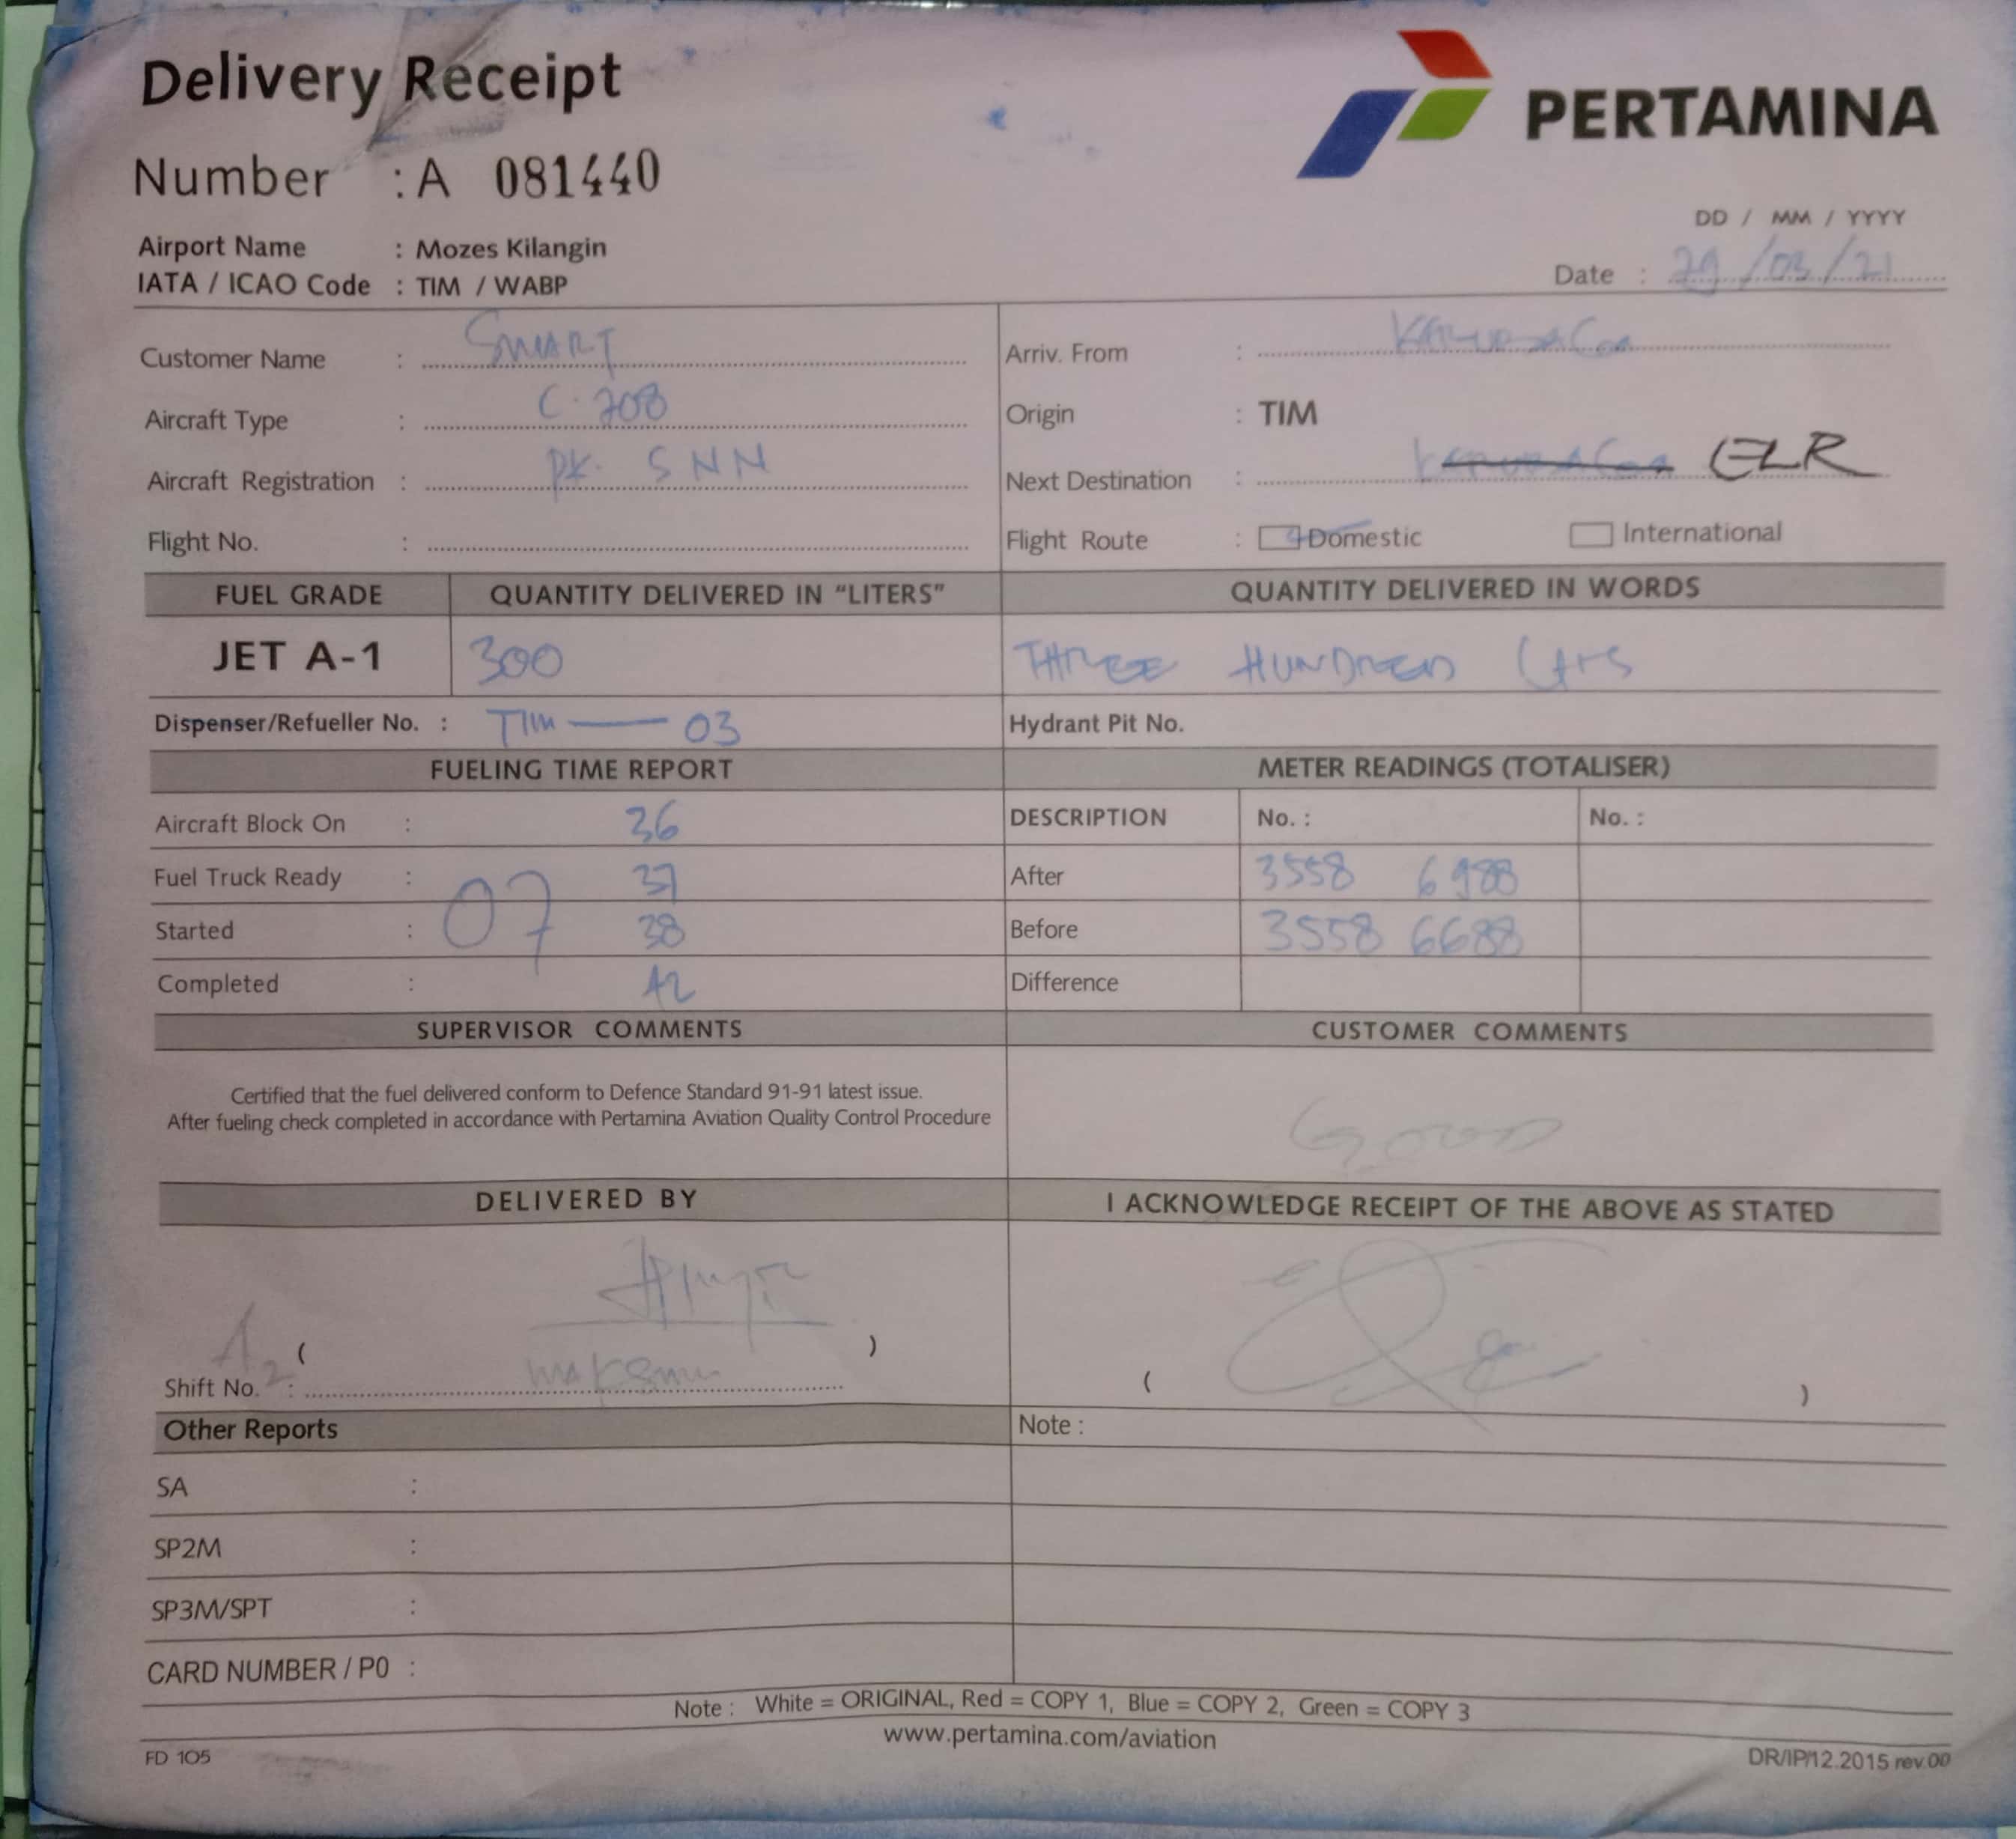 Delivery Receipt
PERTAMINA
Number : A 081440
DD / MM / YYYY
Airport Name : Mozes Kilangin
IATA / ICAO Code : TIM / WABP
Date : 29/03/21
Customer Name : SMART
Arriv. From :
Aircraft Type : C.208
Origin : TIM
Aircraft Registration : PK. SNN
Next Destination : ELR
Flight No. :
Flight Route : Domestic International
FUEL GRADE QUANTITY DELIVERED IN "LITERS" QUANTITY DELIVERED IN WORDS
JET A-1 300 THREE HUNDRED LTRS
Dispenser/Refueller No. : TIM — 03 Hydrant Pit No.
FUELING TIME REPORT METER READINGS (TOTALISER)
Aircraft Block On : 36 DESCRIPTION No. : No. :
Fuel Truck Ready : 37 After 3558 6988
Started : 07 38 Before 3558 6688
Completed : 42 Difference
SUPERVISOR COMMENTS CUSTOMER COMMENTS
Certified that the fuel delivered conform to Defence Standard 91-91 latest issue.
After fueling check completed in accordance with Pertamina Aviation Quality Control Procedure
GOOD
DELIVERED BY I ACKNOWLEDGE RECEIPT OF THE ABOVE AS STATED
( ) ( )
Shift No. :
Other Reports Note :
SA :
SP2M :
SP3M/SPT :
CARD NUMBER / P0 :
Note : White = ORIGINAL, Red = COPY 1, Blue = COPY 2, Green = COPY 3
www.pertamina.com/aviation
FD 105 DR/IP/12.2015 rev.00